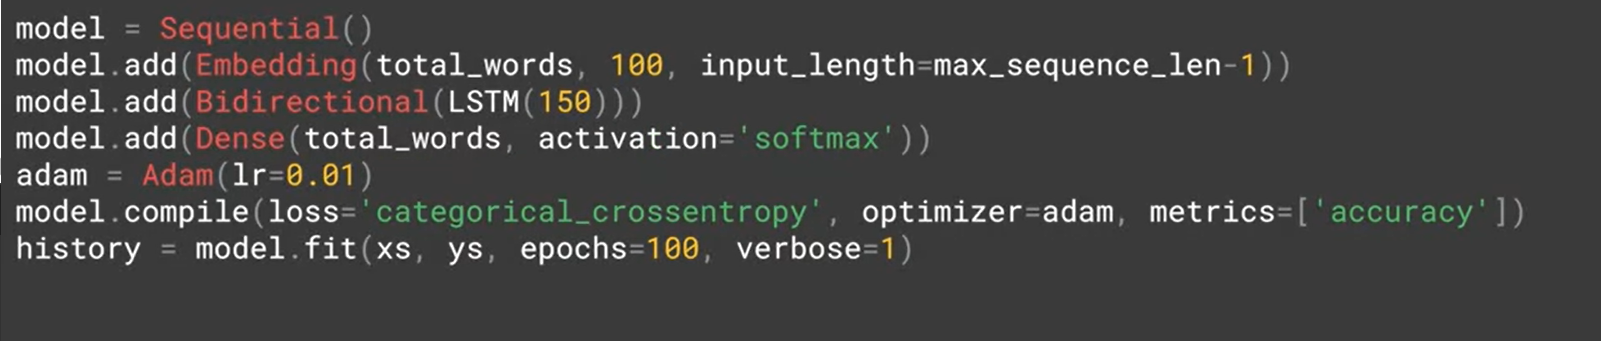 model = Sequential()
model.add(Embedding(total_words, 100, input_length=max_sequence_len-1))
model.add(Bidirectional(LSTM(150)))
model.add(Dense(total_words, activation='softmax'))
adam = Adam(lr=0.01)
model.compile(loss='categorical_crossentropy', optimizer=adam, metrics=['accuracy'])
history = model.fit(xs, ys, epochs=100, verbose=1)